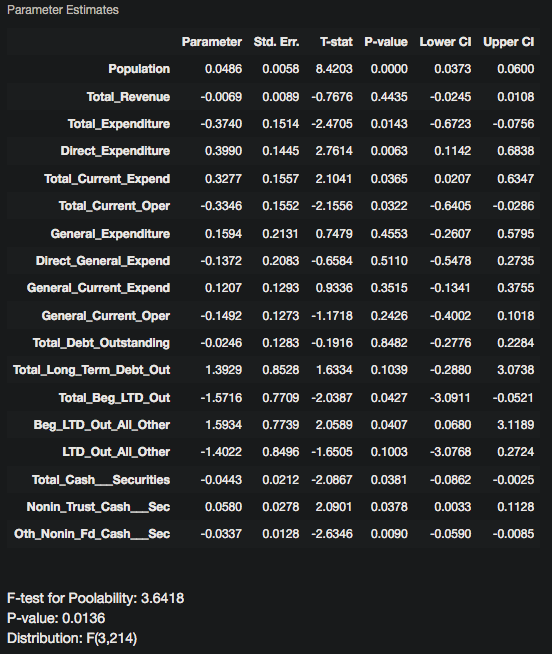 Parameter Estimates
Parameter Std. Err. T-stat P-value Lower CI Upper CI
Population 0.0486 0.0058 8.4203 0.0000 0.0373 0.0600
Total_Revenue -0.0069 0.0089 -0.7676 0.4435 -0.0245 0.0108
Total_Expenditure -0.3740 0.1514 -2.4705 0.0143 -0.6723 -0.0756
Direct_Expenditure 0.3990 0.1445 2.7614 0.0063 0.1142 0.6838
Total_Current_Expend 0.3277 0.1557 2.1041 0.0365 0.0207 0.6347
Total_Current_Oper -0.3346 0.1552 -2.1556 0.0322 -0.6405 -0.0286
General_Expenditure 0.1594 0.2131 0.7479 0.4553 -0.2607 0.5795
Direct_General_Expend -0.1372 0.2083 -0.6584 0.5110 -0.5478 0.2735
General_Current_Expend 0.1207 0.1293 0.9336 0.3515 -0.1341 0.3755
General_Current_Oper -0.1492 0.1273 -1.1718 0.2426 -0.4002 0.1018
Total_Debt_Outstanding -0.0246 0.1283 -0.1916 0.8482 -0.2776 0.2284
Total_Long_Term_Debt_Out 1.3929 0.8528 1.6334 0.1039 -0.2880 3.0738
Total_Beg_LTD_Out -1.5716 0.7709 -2.0387 0.0427 -3.0911 -0.0521
Beg_LTD_Out_All_Other 1.5934 0.7739 2.0589 0.0407 0.0680 3.1189
LTD_Out_All_Other -1.4022 0.8496 -1.6505 0.1003 -3.0768 0.2724
Total_Cash___Securities -0.0443 0.0212 -2.0867 0.0381 -0.0862 -0.0025
Nonin_Trust_Cash___Sec 0.0580 0.0278 2.0901 0.0378 0.0033 0.1128
Oth_Nonin_Fd_Cash___Sec -0.0337 0.0128 -2.6346 0.0090 -0.0590 -0.0085
F-test for Poolability: 3.6418
P-value: 0.0136
Distribution: F(3,214)